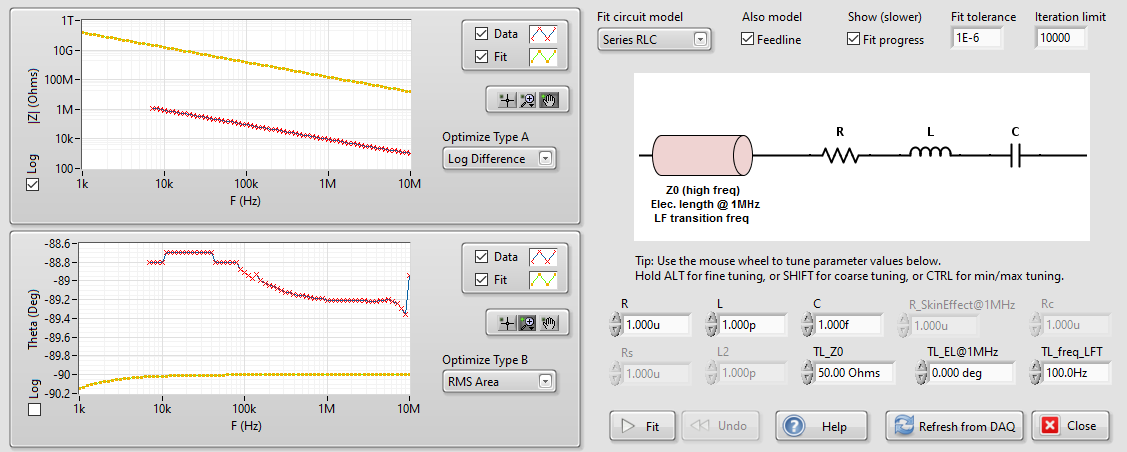 1T
10G
100M
1M
10k
100
|Z| (Ohms)
Log
1k
10k
100k
1M
10M
F (Hz)
Data
Fit
Optimize Type A
Log Difference
-88.6
-88.8
-89
-89.2
-89.4
-89.6
-89.8
-90
-90.2
Theta (Deg)
Log
1k
10k
100k
1M
10M
F (Hz)
Data
Fit
Optimize Type B
RMS Area
Fit circuit model
Series RLC
Also model
Feedline
Show (slower)
Fit progress
Fit tolerance
1E-6
Iteration limit
10000
R
L
C
Z0 (high freq)
Elec. length @ 1MHz
LF transition freq
Tip: Use the mouse wheel to tune parameter values below.
Hold ALT for fine tuning, or SHIFT for coarse tuning, or CTRL for min/max tuning.
R
L
C
R_SkinEffect@1MHz
Rc
1.000u
1.000p
1.000f
1.000u
1.000u
Rs
L2
TL_Z0
TL_EL@1MHz
TL_freq_LFT
1.000u
1.000p
50.00 Ohms
0.000 deg
100.0Hz
Fit
Undo
Help
Refresh from DAQ
Close